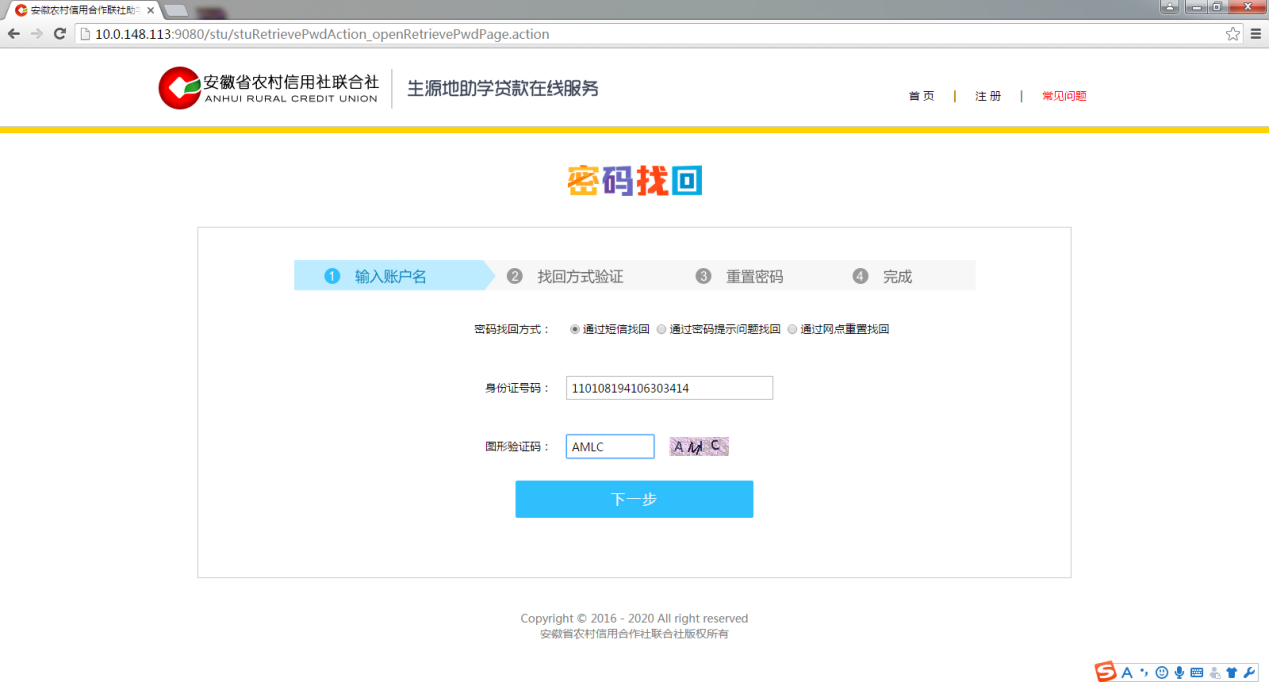 安徽农村信用合作联社助
10.0.148.113:9080/stu/stuRetrievePwdAction_openRetrievePwdPage.action
安徽省农村信用社联合社
ANHUI RURAL CREDIT UNION
生源地助学贷款在线服务
首 页 | 注 册 | 常见问题
密码找回
1 输入账户名 2 找回方式验证 3 重置密码 4 完成
密码找回方式： 通过短信找回 通过密码提示问题找回 通过网点重置找回
身份证号码： 110108194106303414
图形验证码： AMLC
下一步
Copyright © 2016 - 2020 All right reserved
安徽省农村信用合作社联合社版权所有